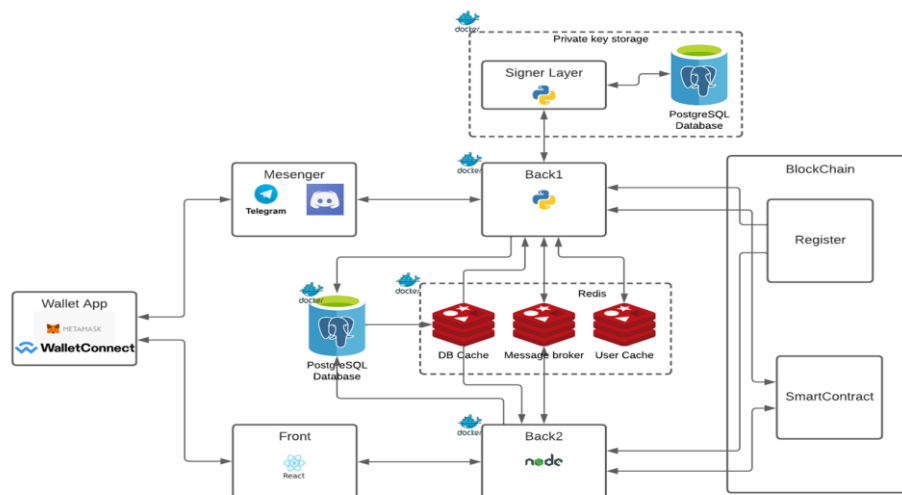 docker
Private key storage
Signer Layer
PostgreSQL
Database
docker
Mesenger
Telegram
Back1
BlockChain
Register
docker
docker
Redis
Wallet App
METAMASK
WalletConnect
PostgreSQL
Database
DB Cache
Message broker
User Cache
SmartContract
docker
Front
React
Back2
node